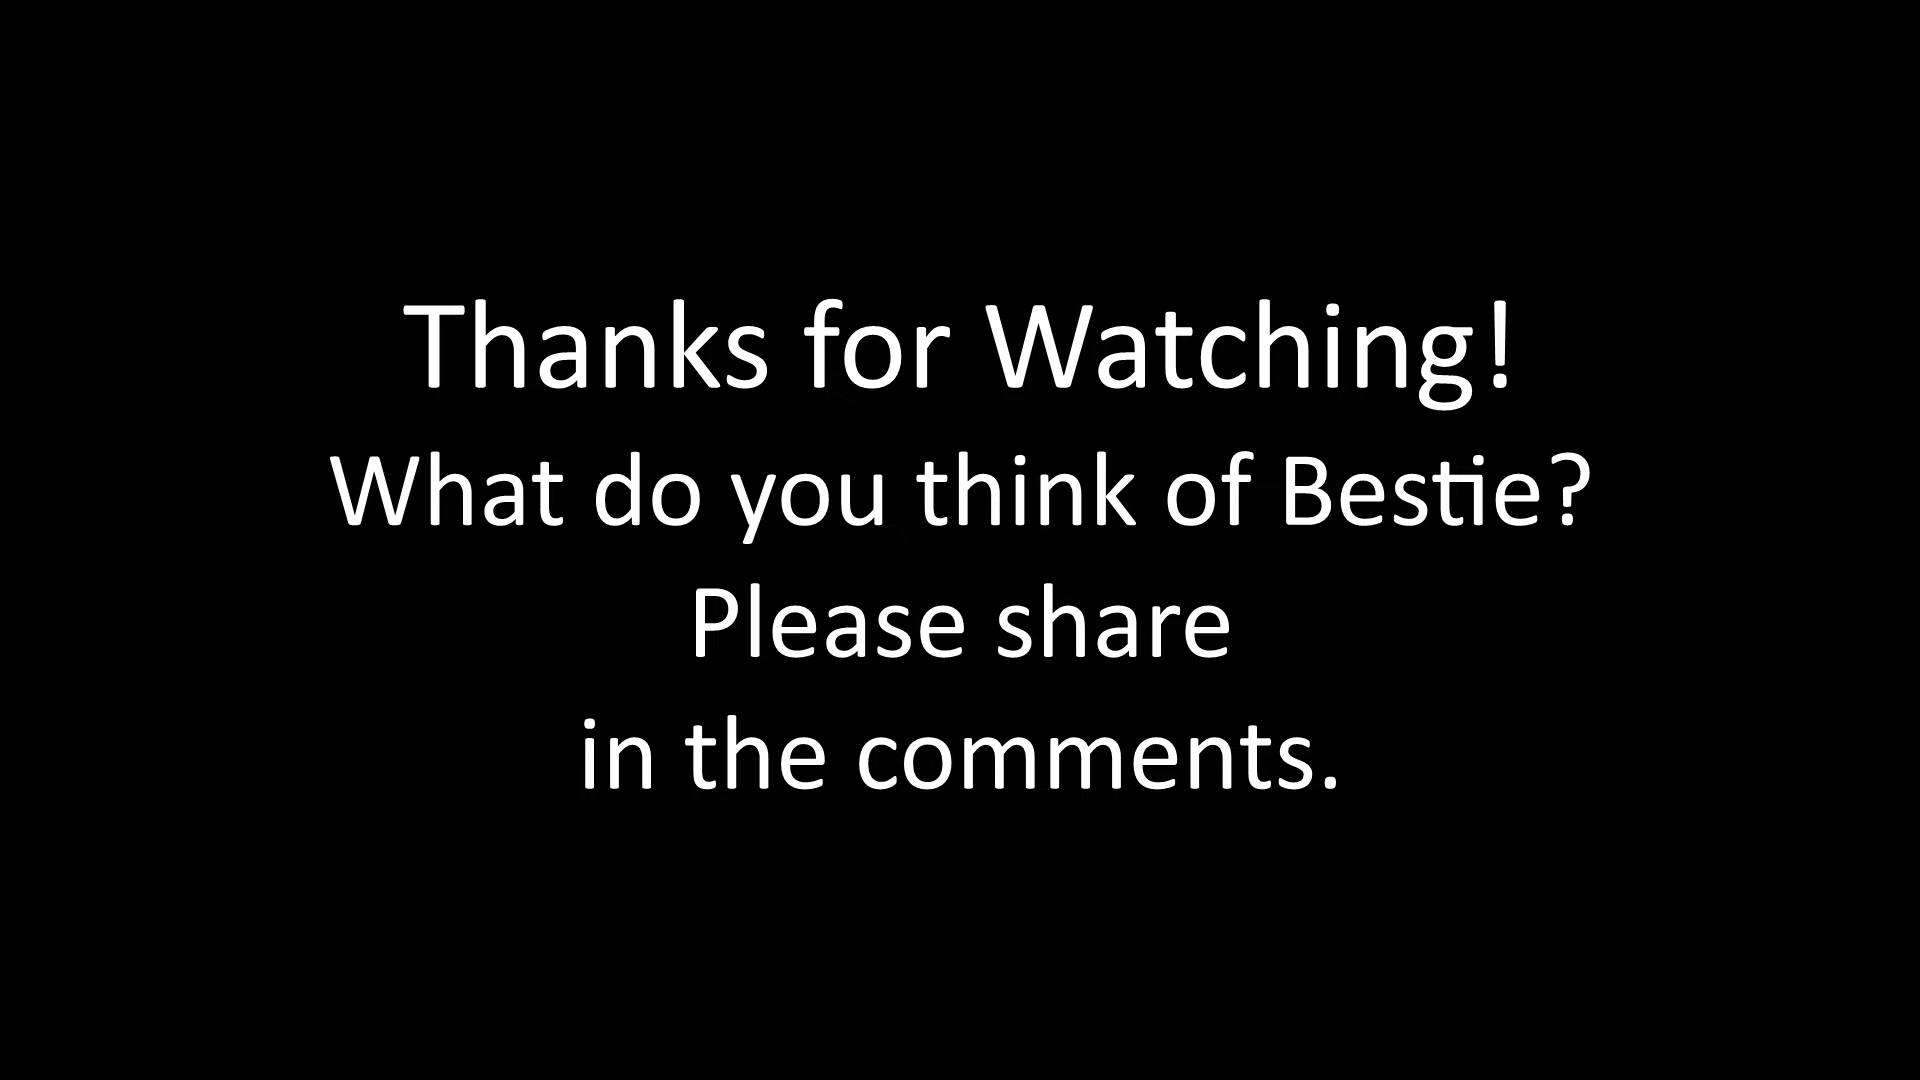 Thanks for Watching!
What do you think of Bestie?
Please share
in the comments.